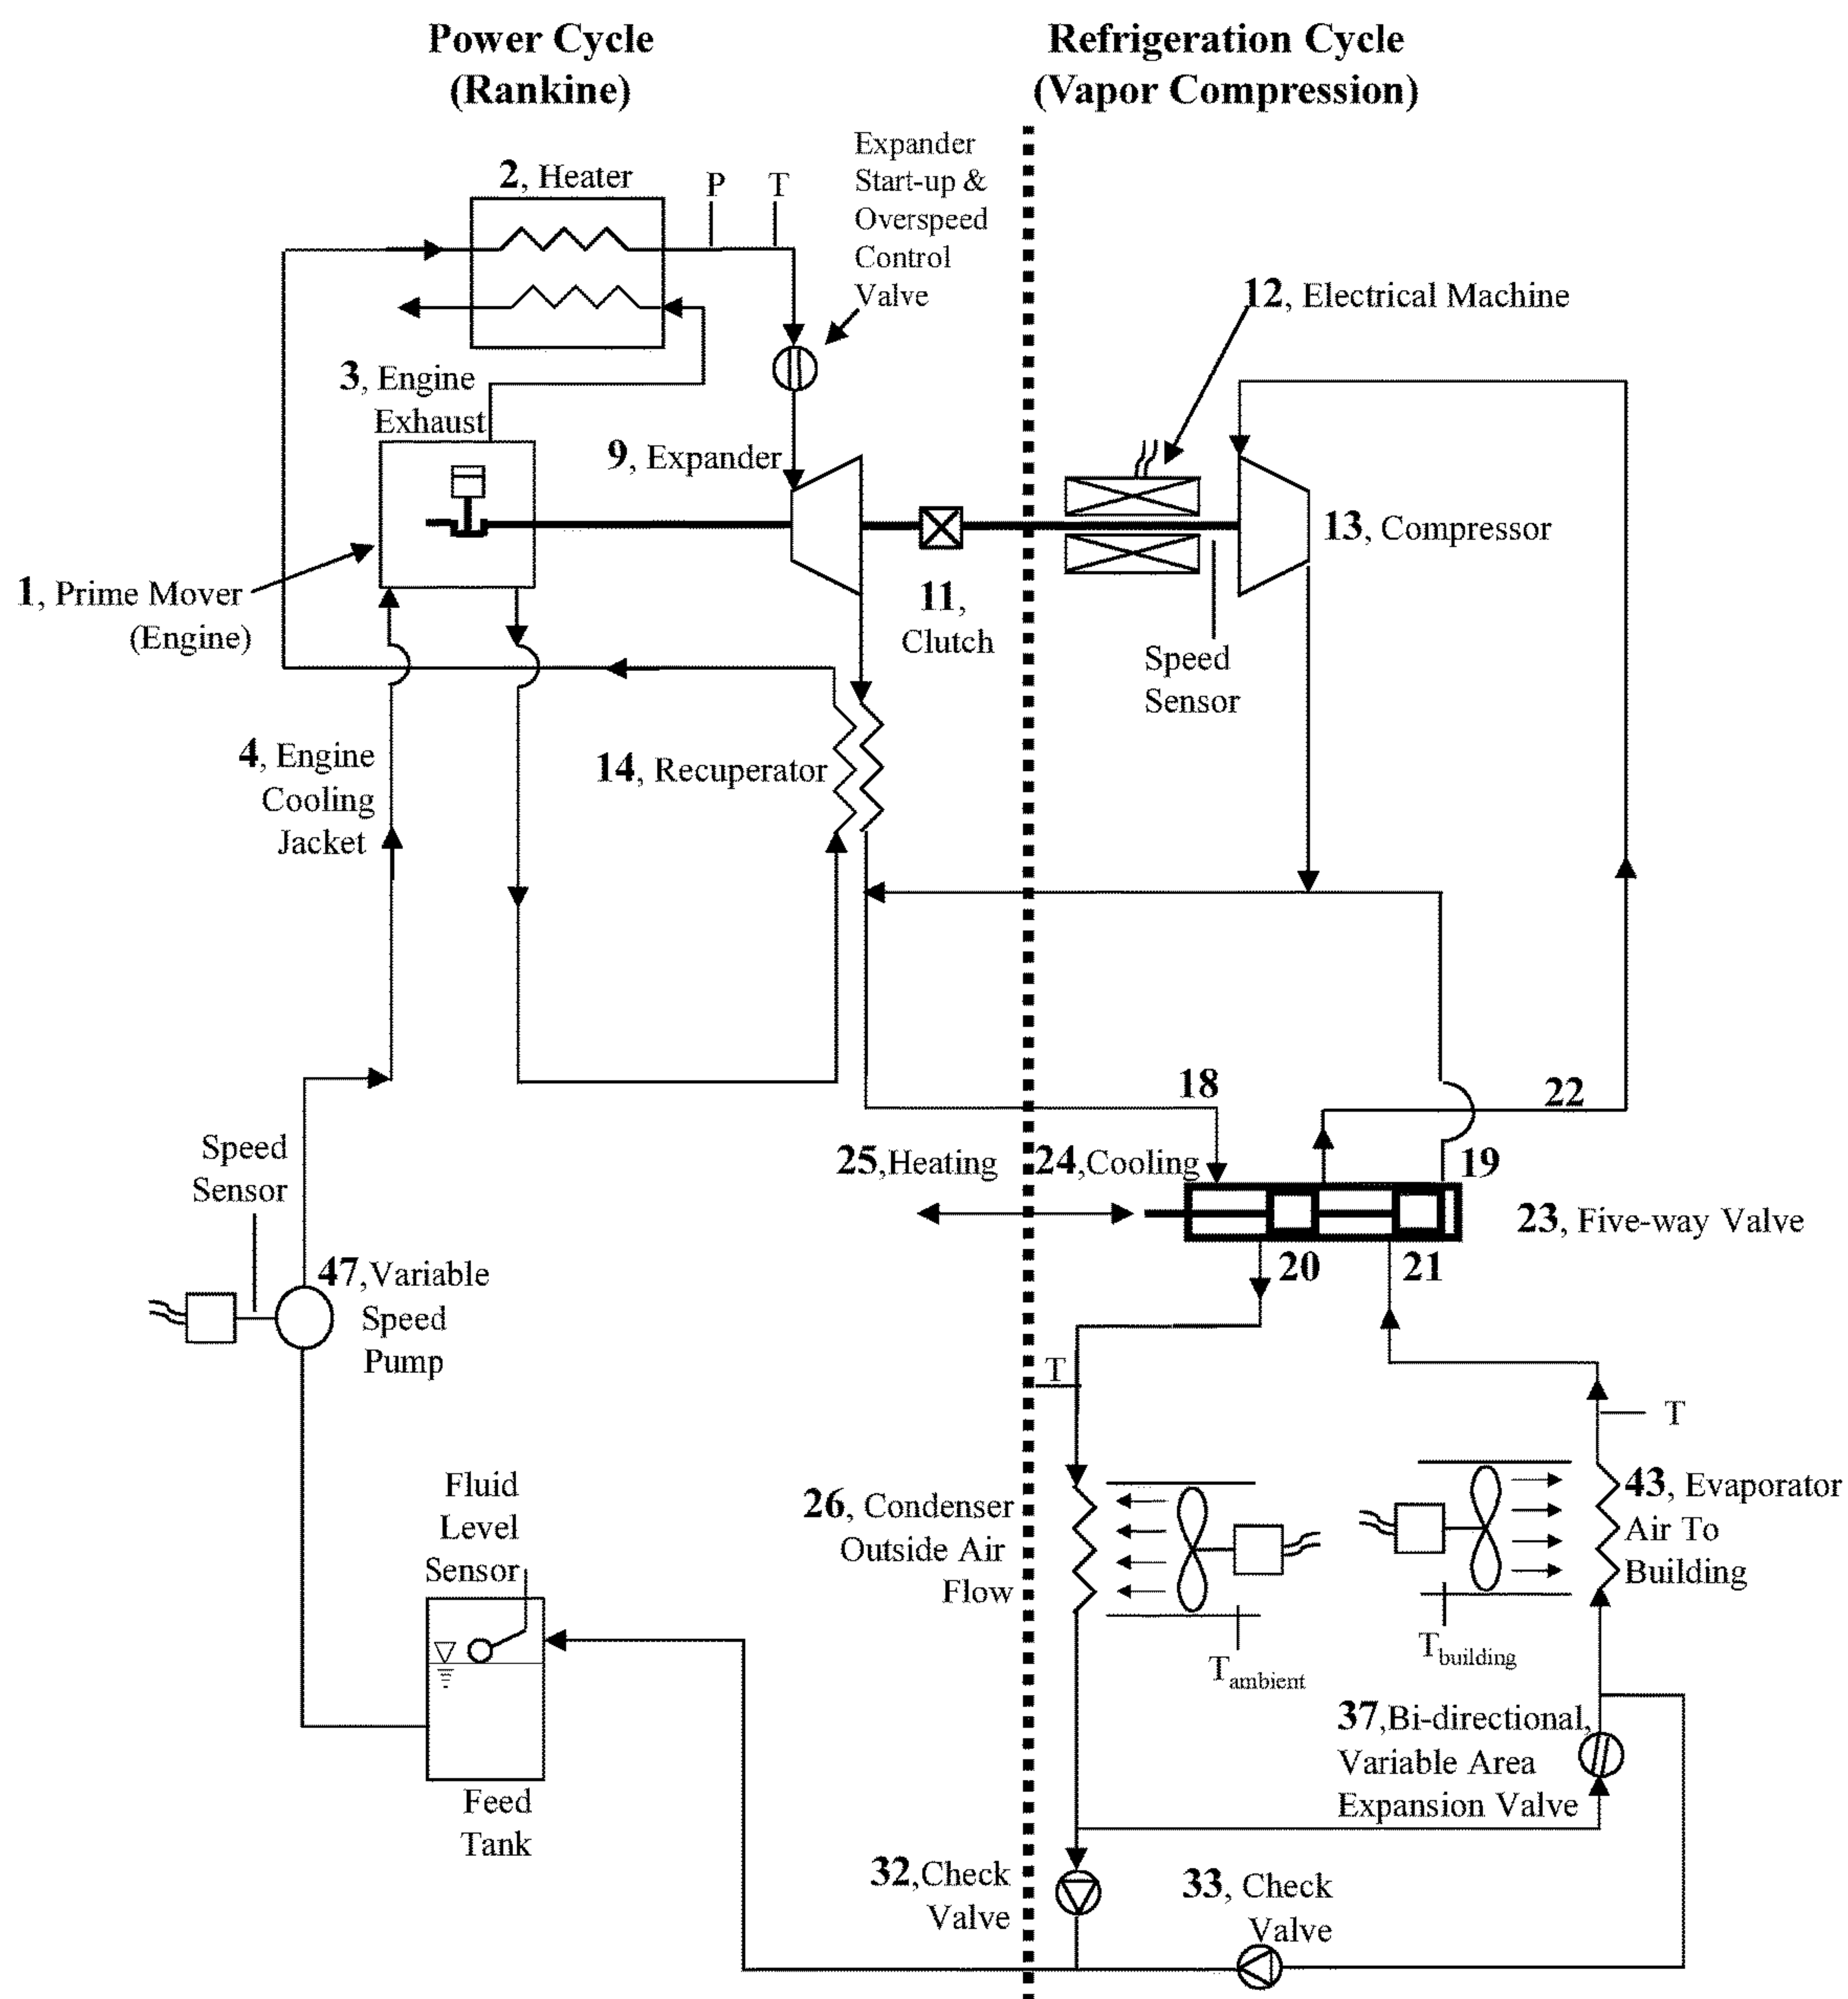 Power Cycle
(Rankine)
Refrigeration Cycle
(Vapor Compression)
Expander
Start-up &
Overspeed
Control
Valve
2, Heater
P
T
12, Electrical Machine
3, Engine
Exhaust
9, Expander
13, Compressor
1, Prime Mover
(Engine)
11,
Clutch
Speed
Sensor
4, Engine
Cooling
Jacket
14, Recuperator
18
22
25,Heating
24,Cooling
19
23, Five-way Valve
20
21
Speed
Sensor
47,Variable
Speed
Pump
T
T
Fluid
Level
Sensor
26, Condenser
Outside Air
Flow
43, Evaporator
Air To
Building
Tambient
Tbuilding
37,Bi-directional,
Variable Area
Expansion Valve
Feed
Tank
32,Check
Valve
33, Check
Valve